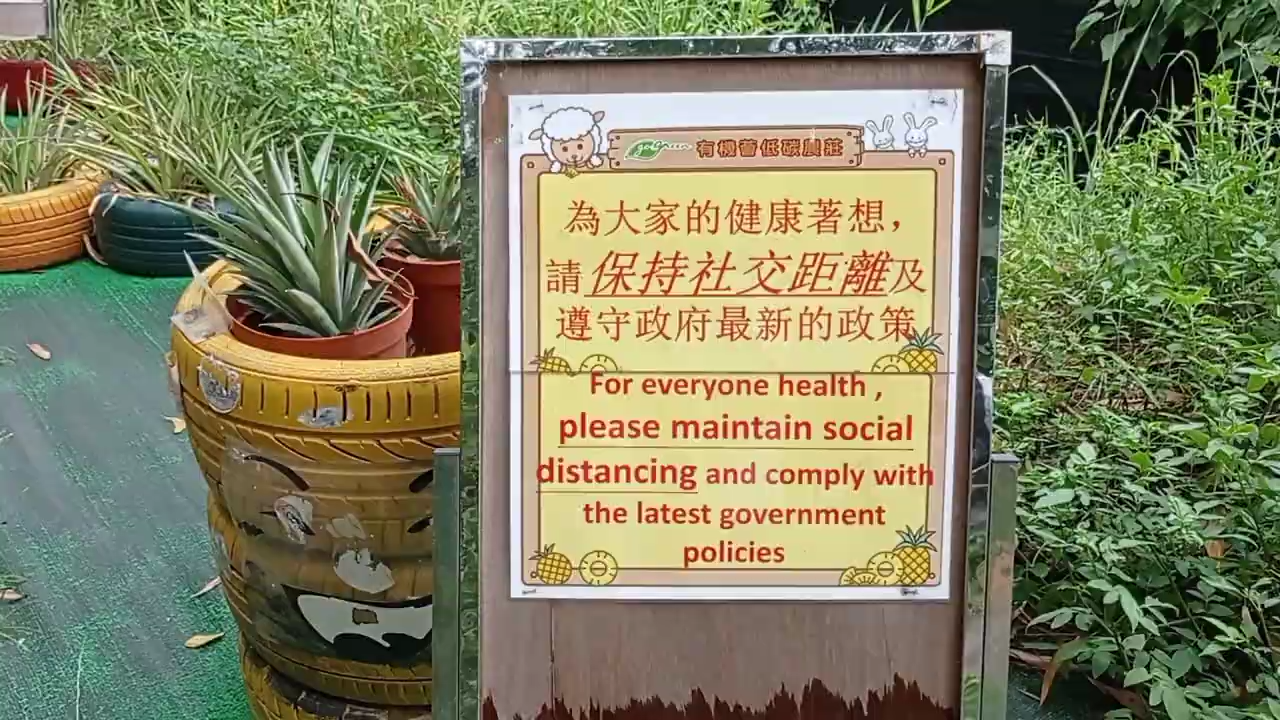 goGreen 有機薈低碳農莊
為大家的健康著想，
請保持社交距離及
遵守政府最新的政策
For everyone health ,
please maintain social
distancing and comply with
the latest government
policies